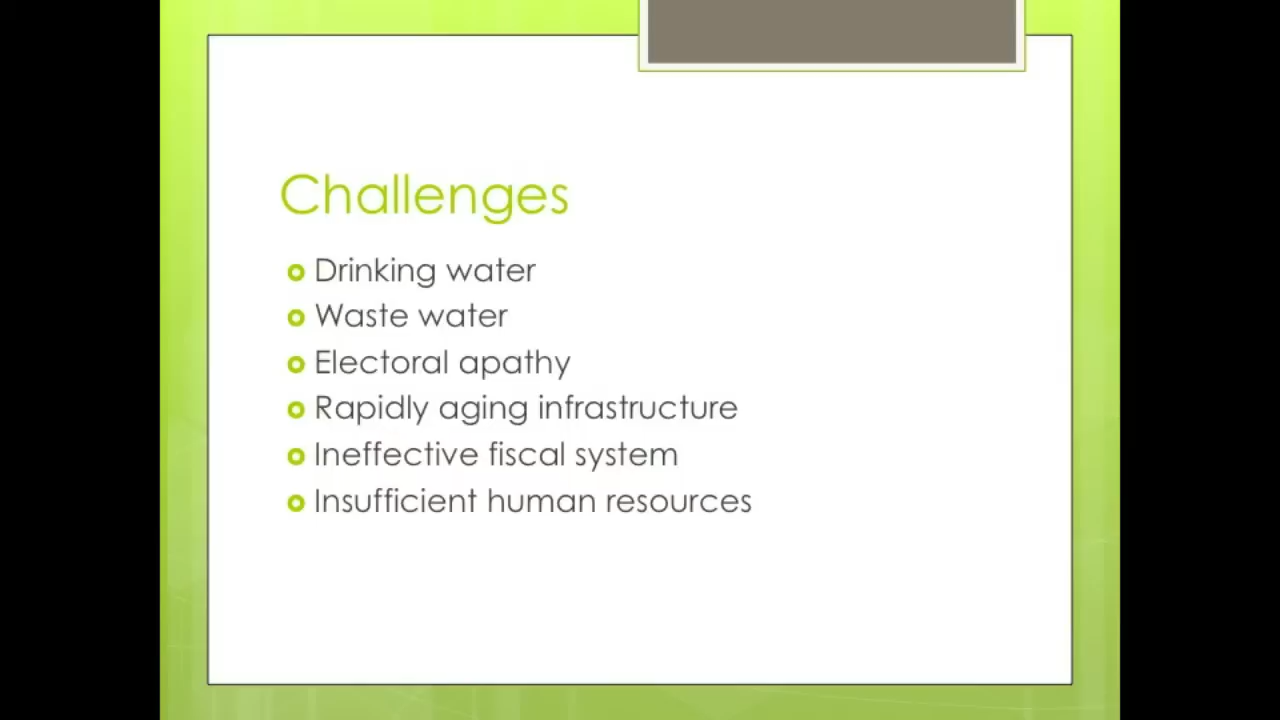 Challenges
Drinking water
Waste water
Electoral apathy
Rapidly aging infrastructure
Ineffective fiscal system
Insufficient human resources